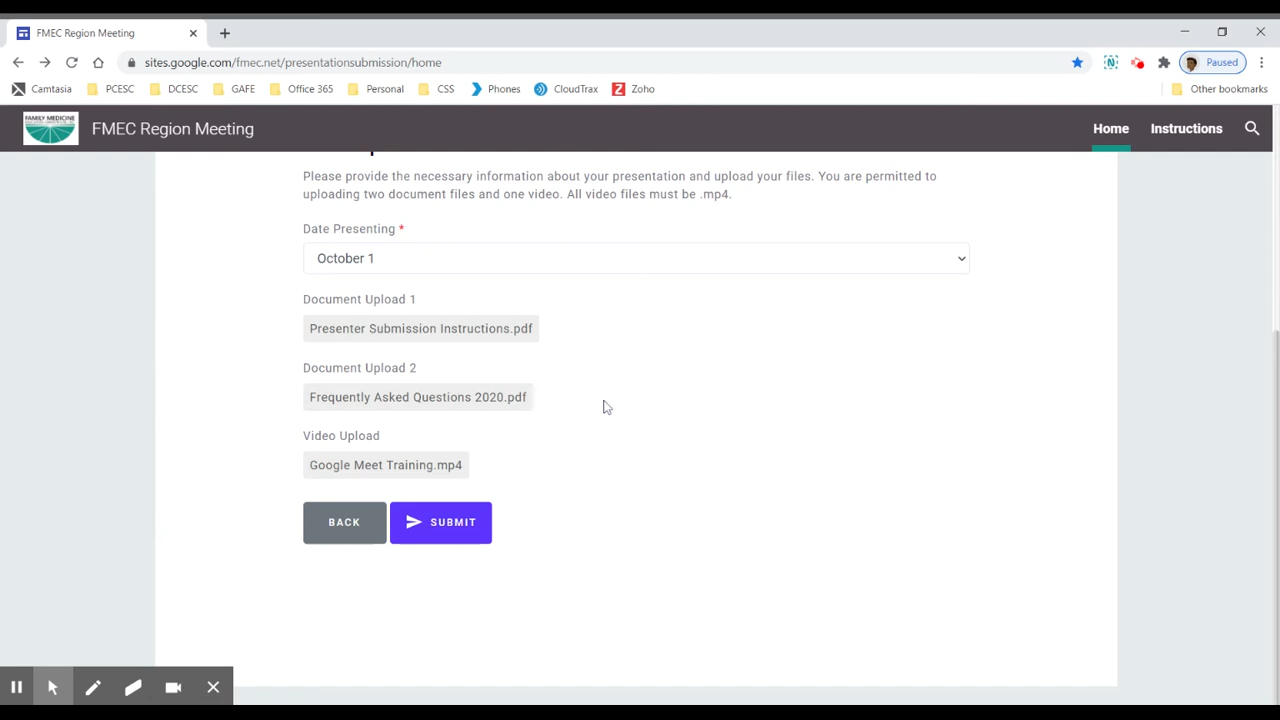 FMEC Region Meeting
sites.google.com/fmec.net/presentationsubmission/home
Paused
Camtasia
PCESC
DCESC
GAFE
Office 365
Personal
CSS
Phones
CloudTrax
Z Zoho
Other bookmarks
FAMILY MEDICINE
FMEC Region Meeting
Home
Instructions
Please provide the necessary information about your presentation and upload your files. You are permitted to
uploading two document files and one video. All video files must be .mp4.
Date Presenting *
October 1
Document Upload 1
Presenter Submission Instructions.pdf
Document Upload 2
Frequently Asked Questions 2020.pdf
Video Upload
Google Meet Training.mp4
BACK
SUBMIT